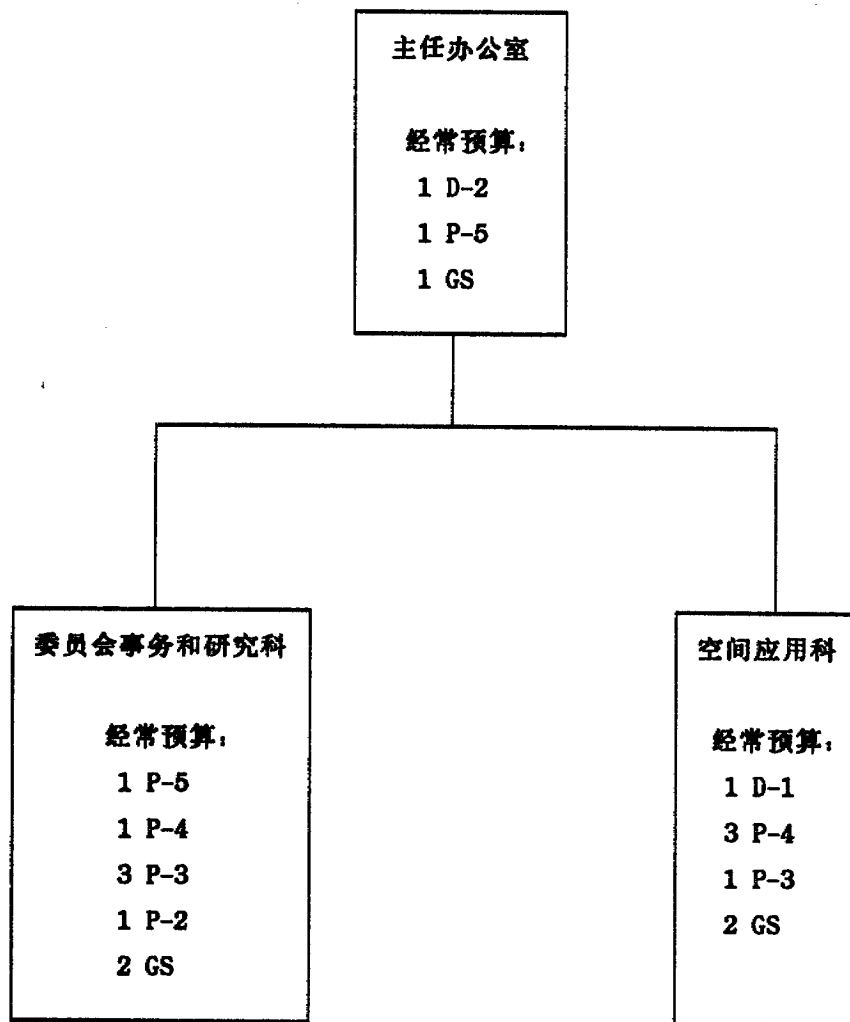 主任办公室
经常预算：
1 D-2
1 P-5
1 GS
委员会事务和研究科
经常预算：
1 P-5
1 P-4
3 P-3
1 P-2
2 GS
空间应用科
经常预算：
1 D-1
3 P-4
1 P-3
2 GS